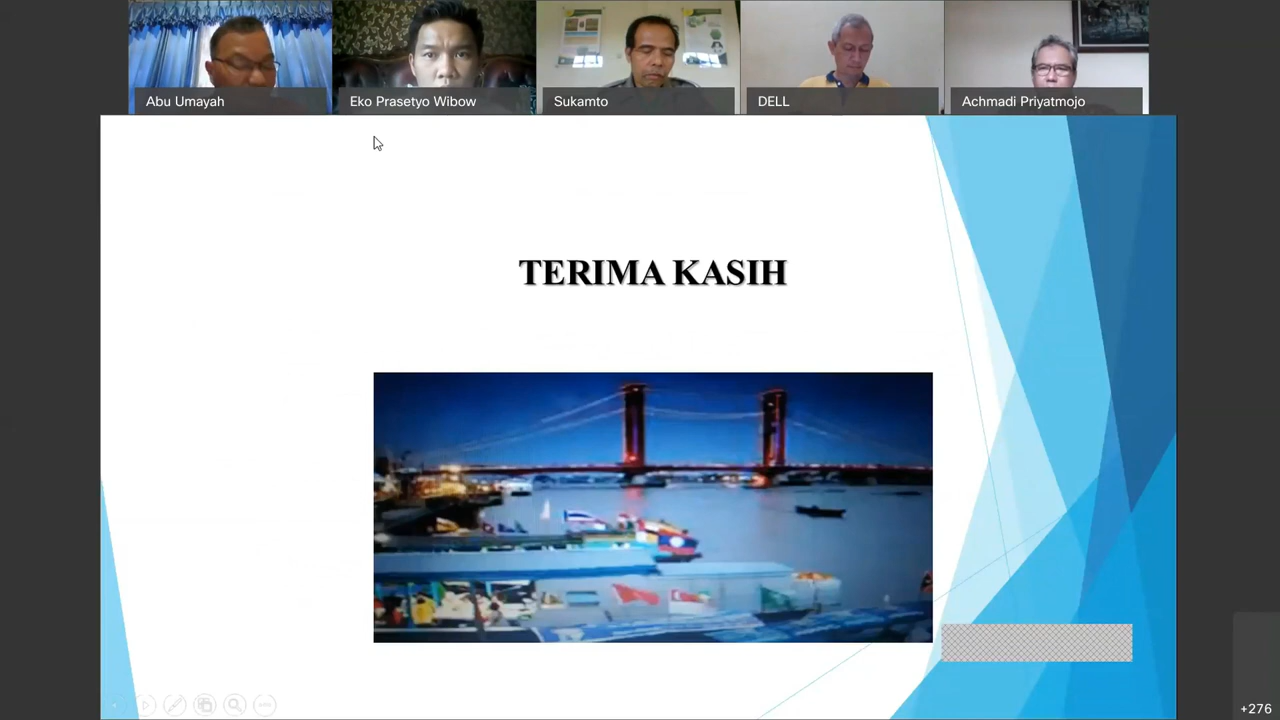 Abu Umayah
Eko Prasetyo Wibow
Sukamto
DELL
Achmadi Priyatmojo
TERIMA KASIH
+276